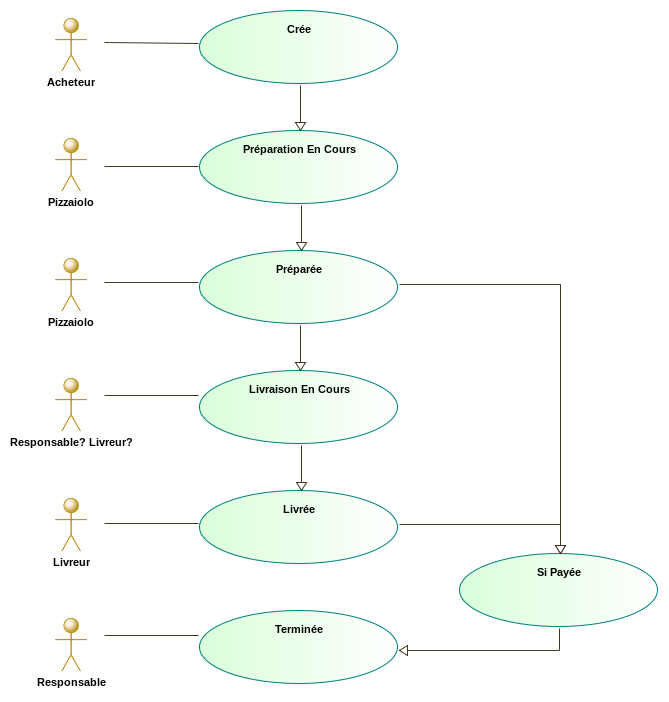 Crée
Acheteur
Préparation En Cours
Pizzaiolo
Préparée
Pizzaiolo
Livraison En Cours
Responsable? Livreur?
Livrée
Livreur
Si Payée
Terminée
Responsable